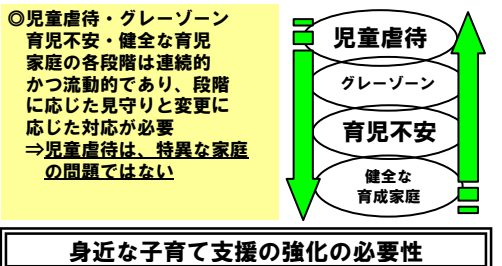 ◎児童虐待・グレーゾーン
育児不安・健全な育児
家庭の各段階は連続的
かつ流動的であり、段階
に応じた見守りと変更に
応じた対応が必要
⇒児童虐待は、特異な家庭
の問題ではない
児童虐待
グレーゾーン
育児不安
健全な
育成家庭
身近な子育て支援の強化の必要性